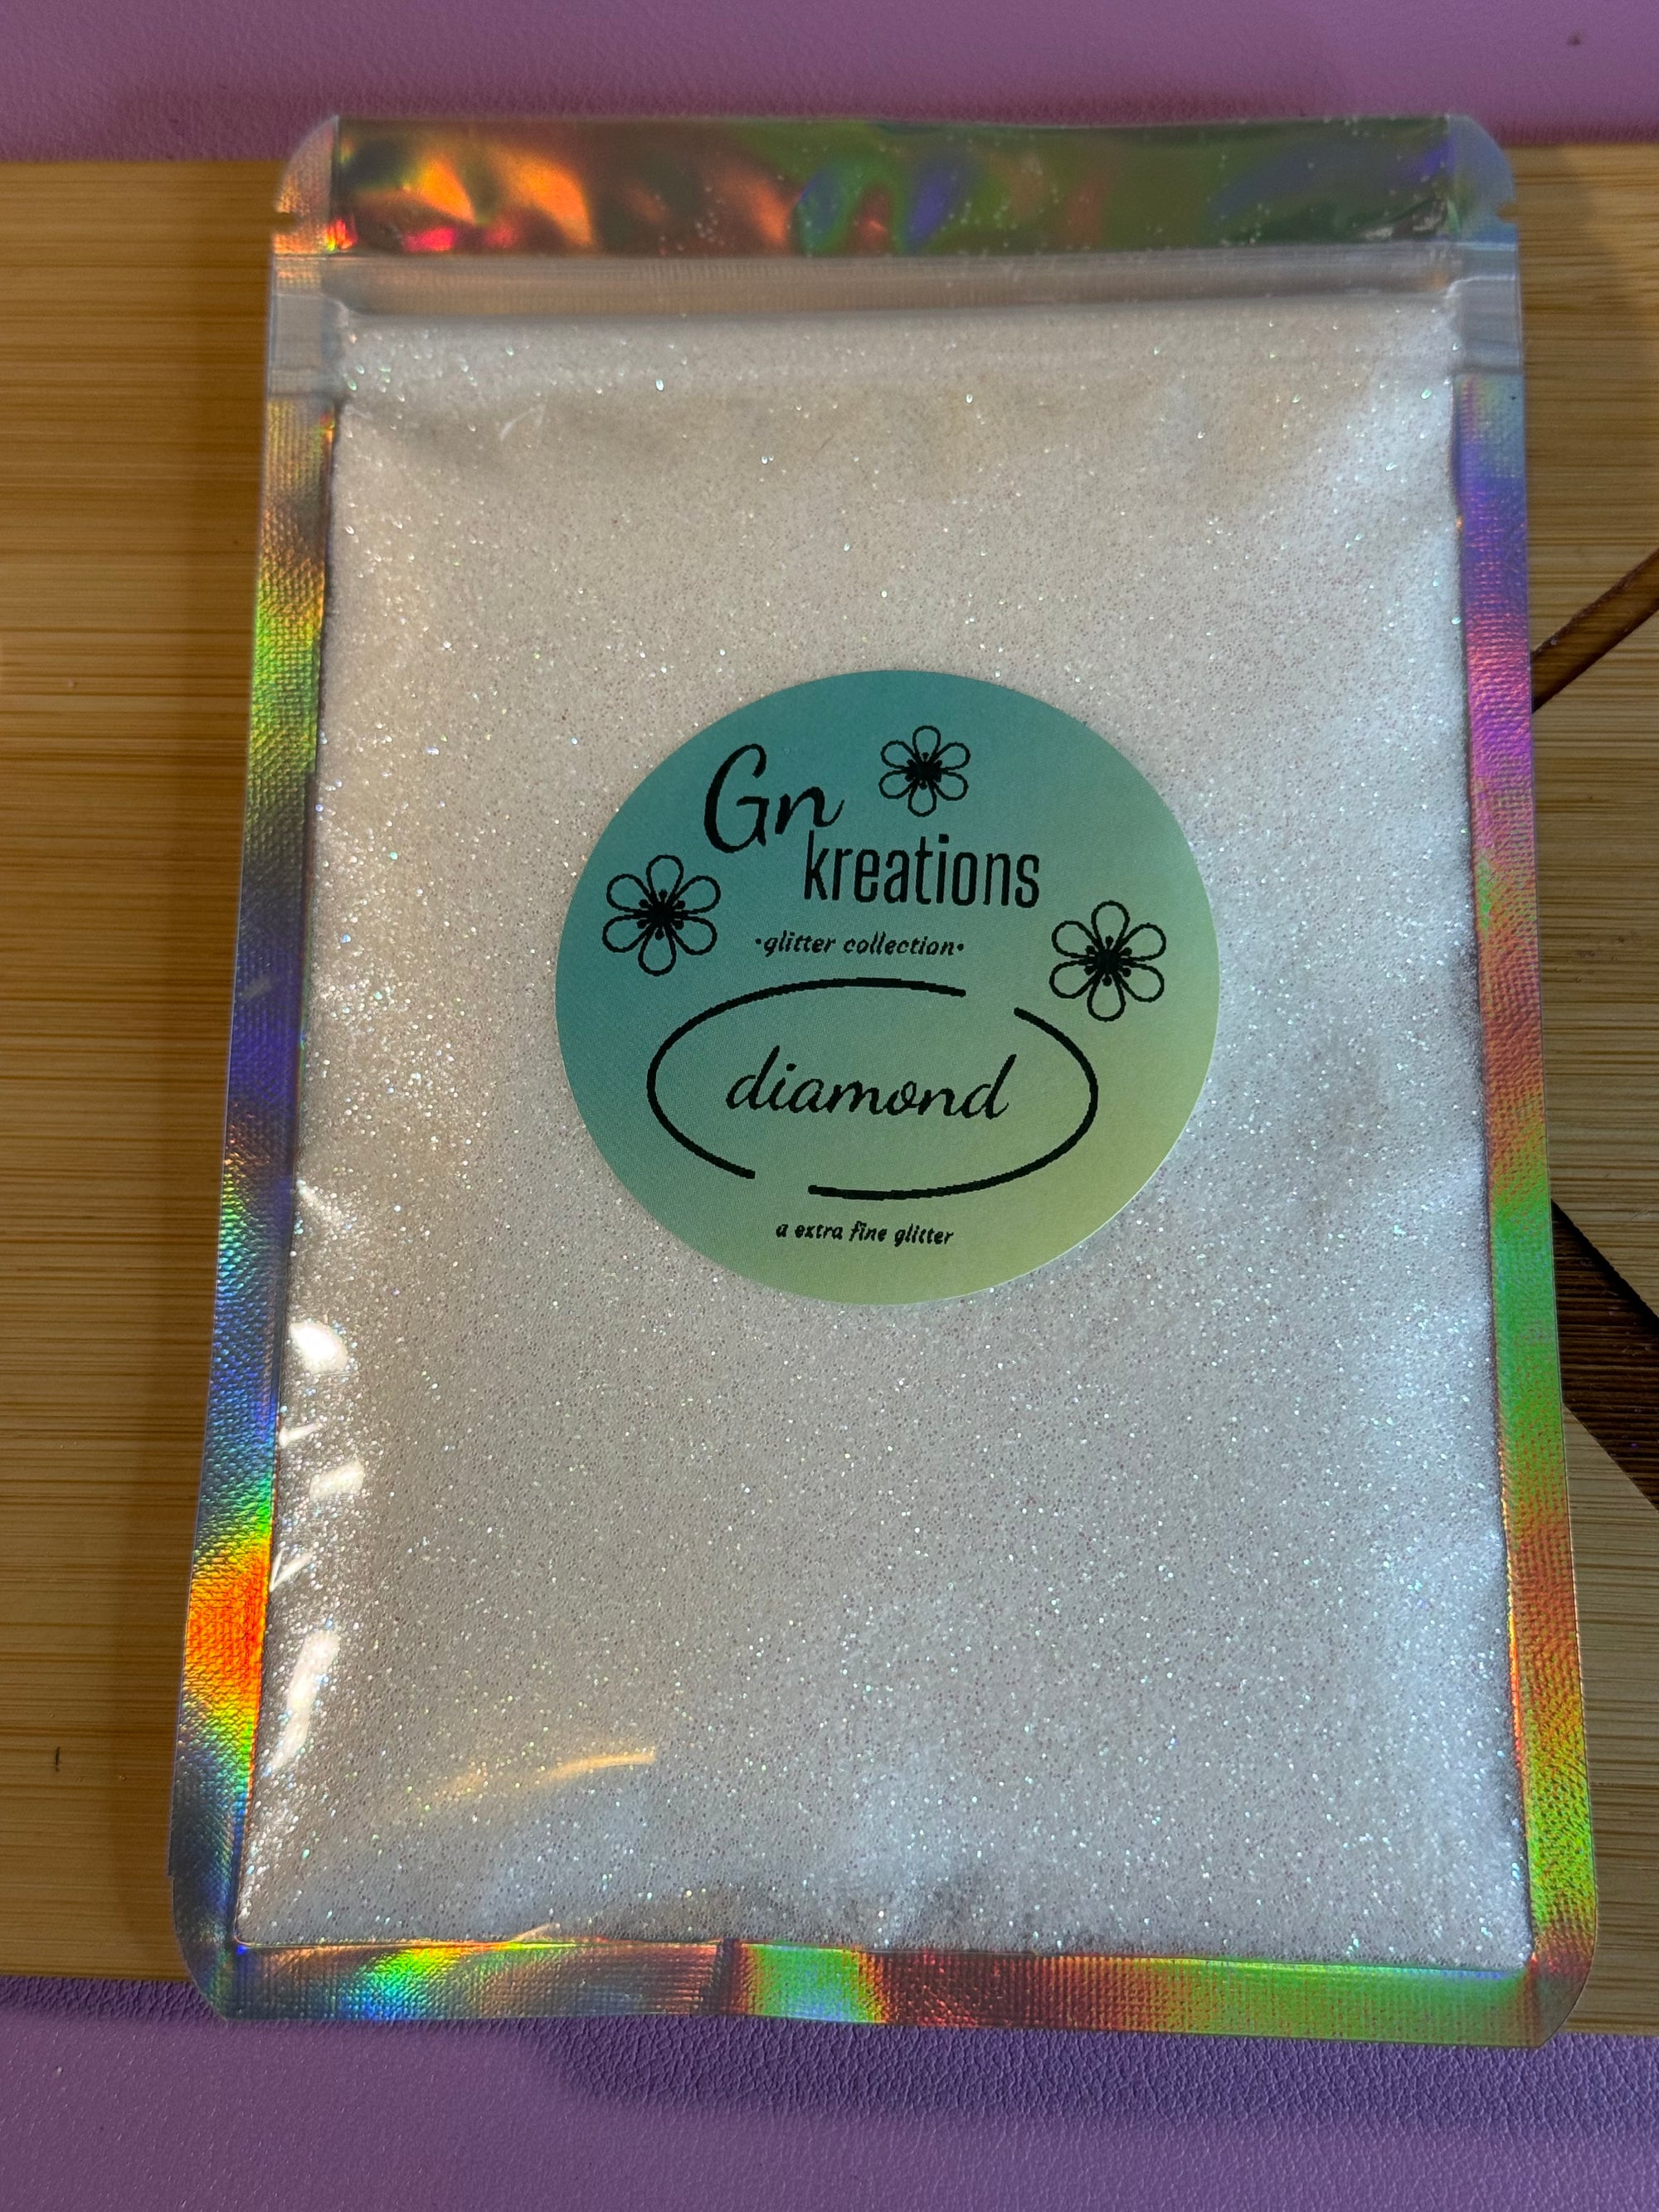 Gn
kreations
•glitter collection•
diamond
a extra fine glitter